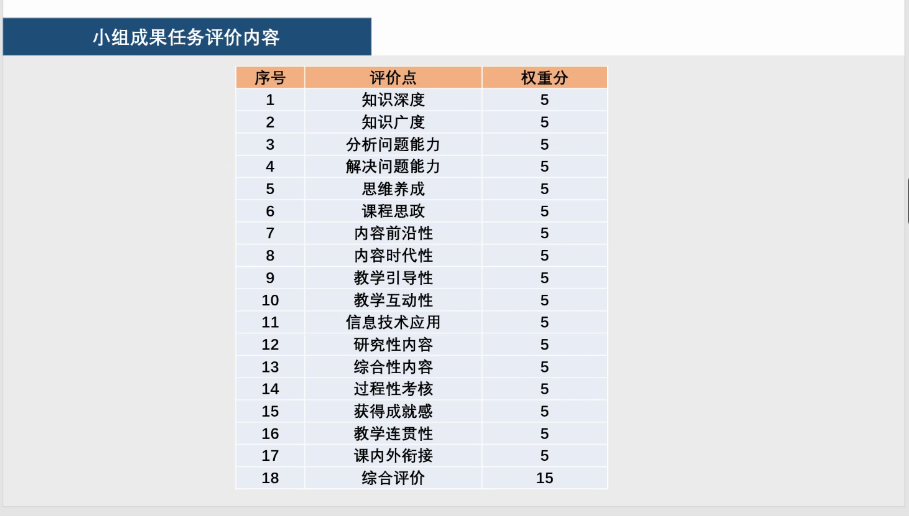 小组成果任务评价内容
序号 评价点 权重分
1 知识深度 5
2 知识广度 5
3 分析问题能力 5
4 解决问题能力 5
5 思维养成 5
6 课程思政 5
7 内容前沿性 5
8 内容时代性 5
9 教学引导性 5
10 教学互动性 5
11 信息技术应用 5
12 研究性内容 5
13 综合性内容 5
14 过程性考核 5
15 获得成就感 5
16 教学连贯性 5
17 课内外衔接 5
18 综合评价 15